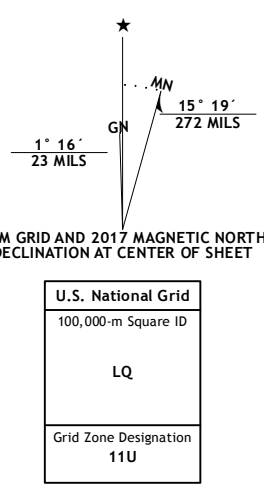 ★
MN
GN
15° 19´
272 MILS
1° 16´
23 MILS
M GRID AND 2017 MAGNETIC NORTH
DECLINATION AT CENTER OF SHEET
U.S. National Grid
100,000-m Square ID
LQ
Grid Zone Designation
11U